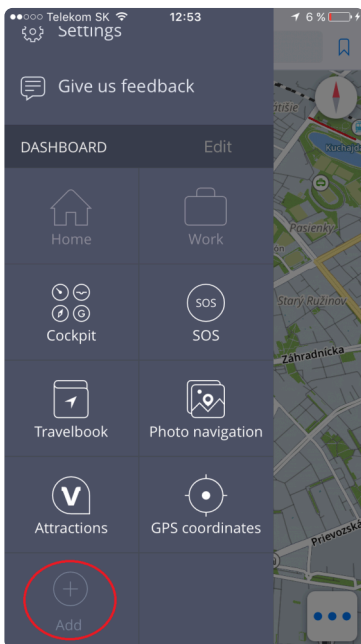 Telekom SK 12:53 6 %
Settings
Give us feedback
DASHBOARD Edit
Home Work
SOS
G
Cockpit SOS
Travelbook Photo navigation
V
Attractions GPS coordinates
Add
Kuchajda
Pasienky
Starý Ružinov
Záhradnícka
Prievozská